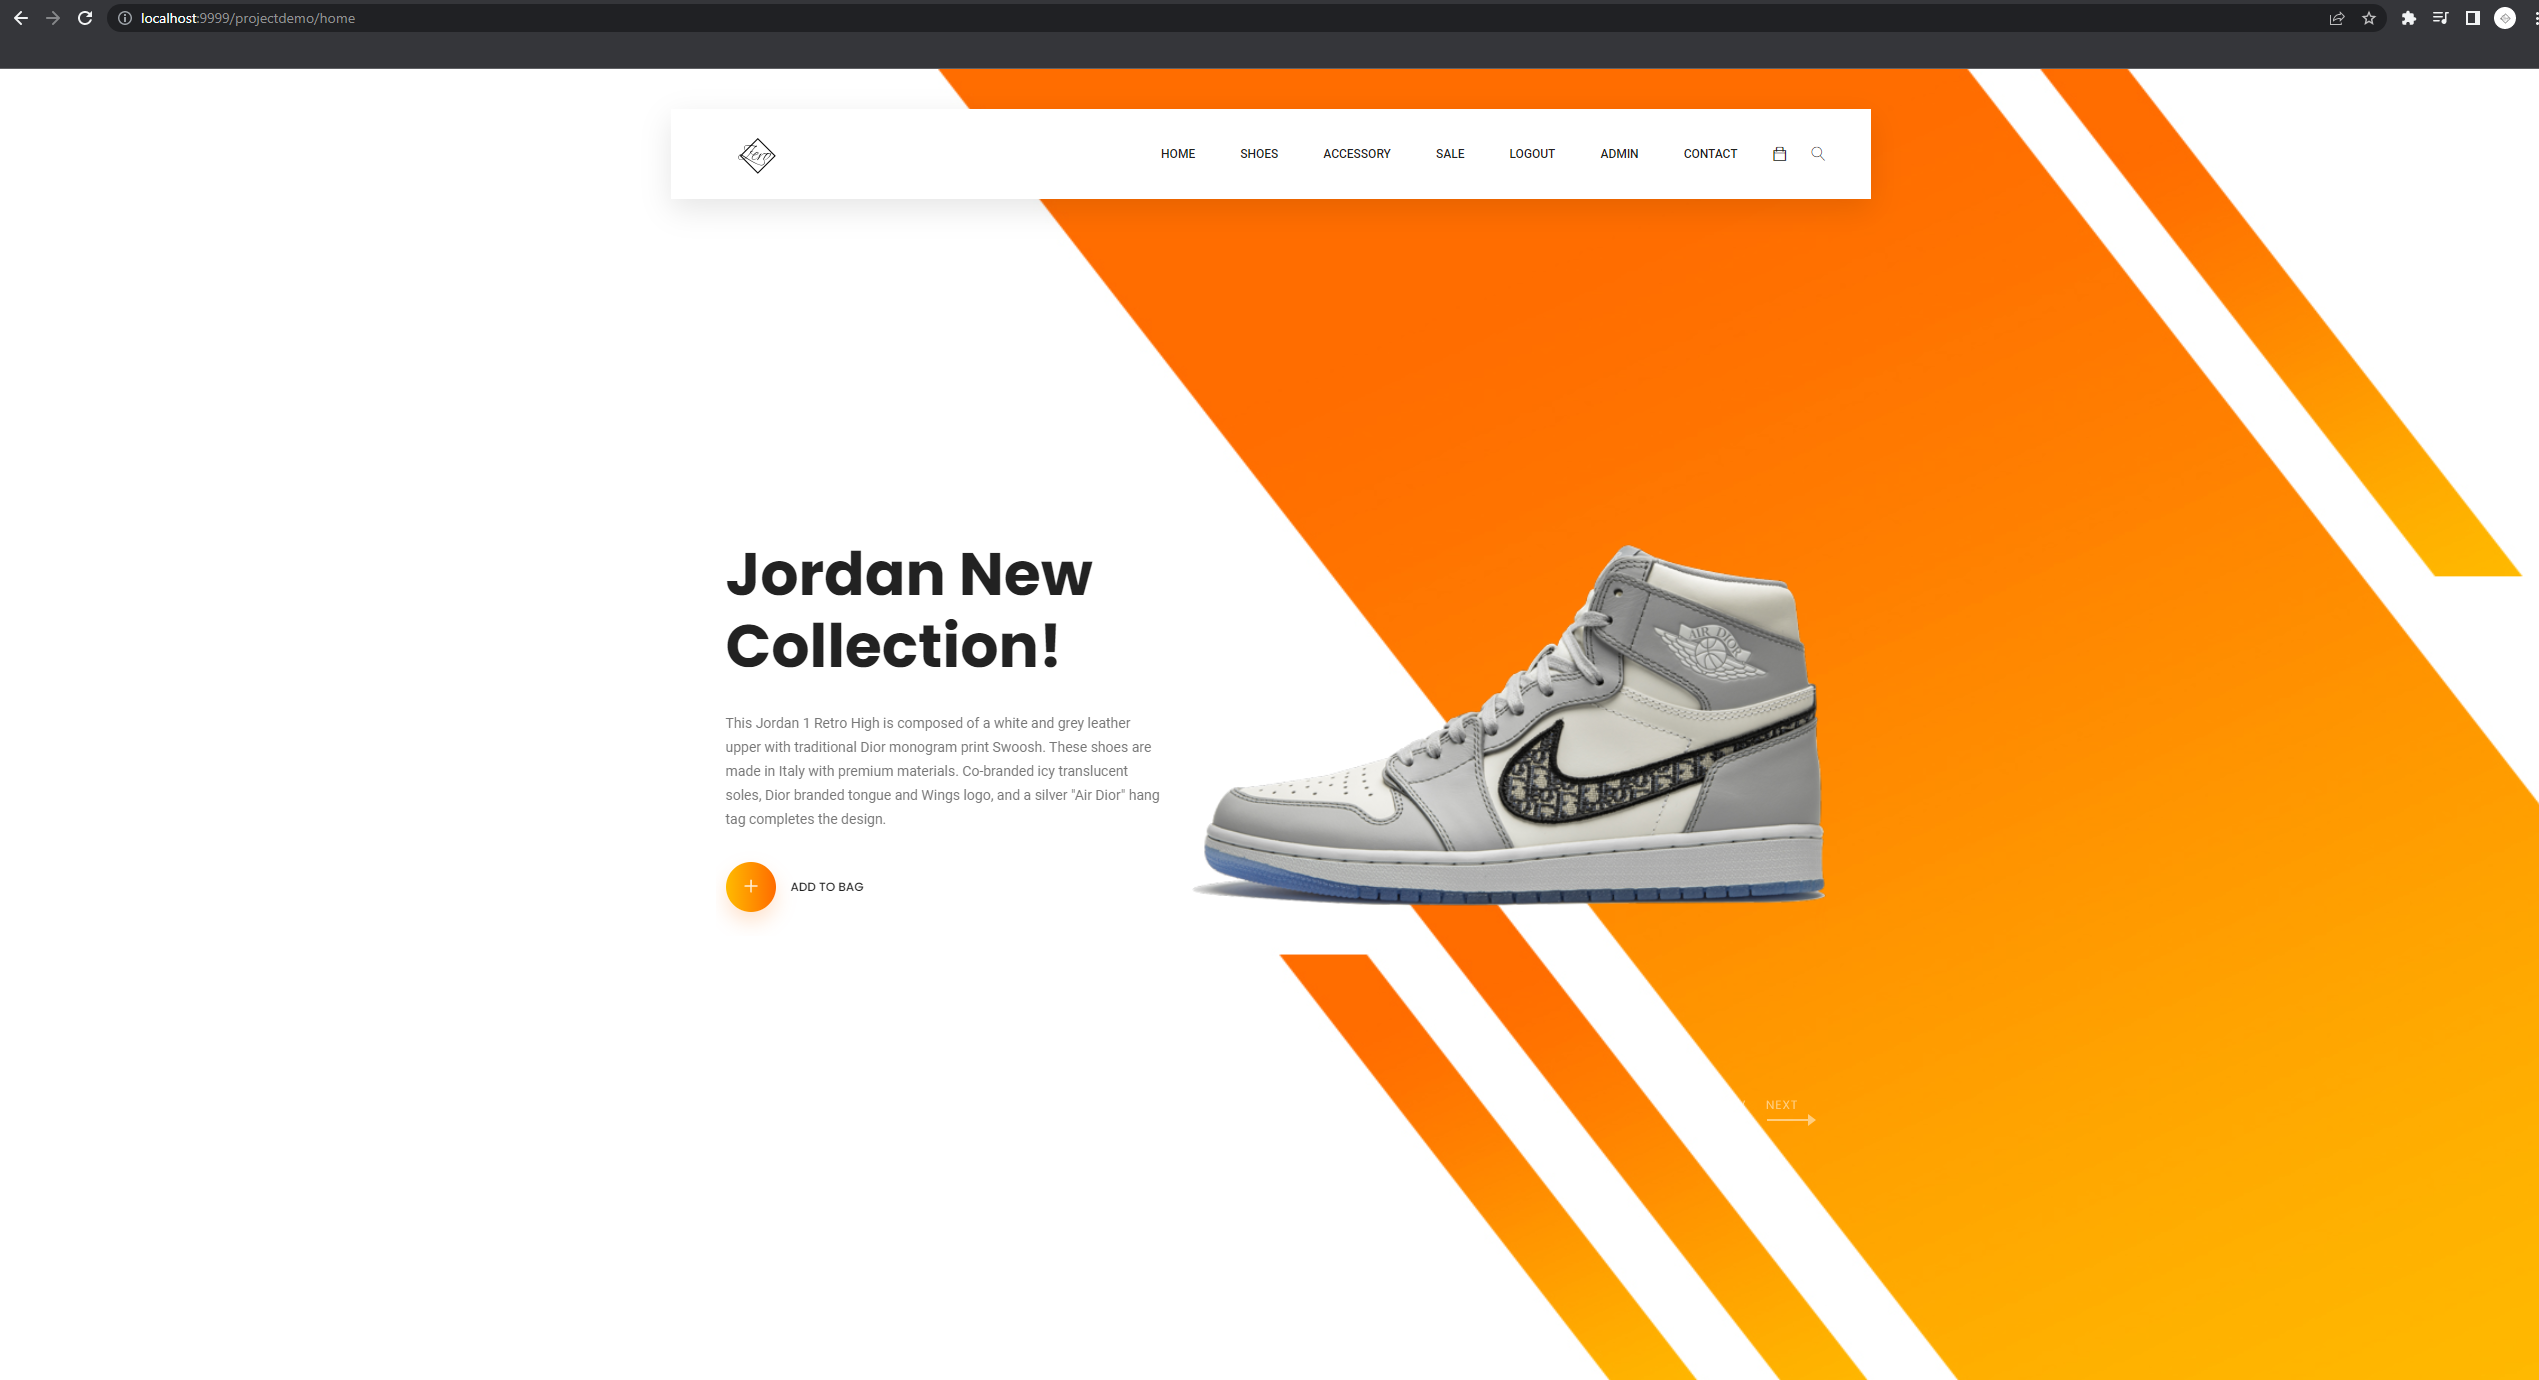 localhost:9999/projectdemo/home
Zero
HOME SHOES ACCESSORY SALE LOGOUT ADMIN CONTACT
Jordan New
Collection!
AIR DIOR
This Jordan 1 Retro High is composed of a white and grey leather
upper with traditional Dior monogram print Swoosh. These shoes are
made in Italy with premium materials. Co-branded icy translucent
soles, Dior branded tongue and Wings logo, and a silver "Air Dior" hang
tag completes the design.
ADD TO BAG
NEXT